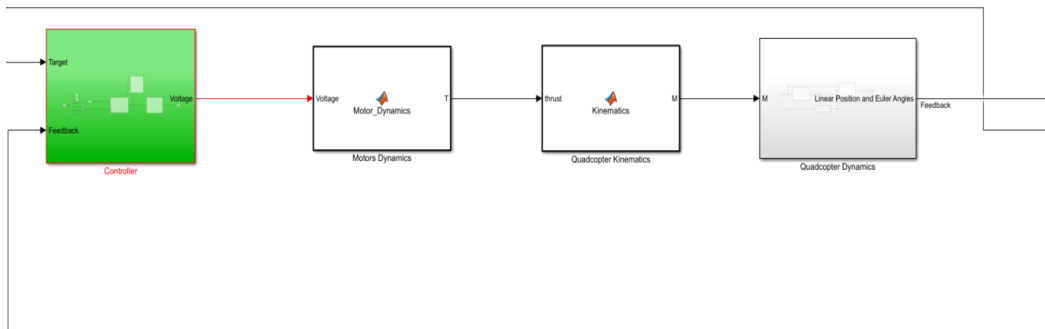 Target
Voltage
Feedback
Controller
Voltage
Motor_Dynamics
T
Motors Dynamics
thrust
Kinematics
M
Quadcopter Kinematics
M
Linear Position and Euler Angles
Feedback
Quadcopter Dynamics